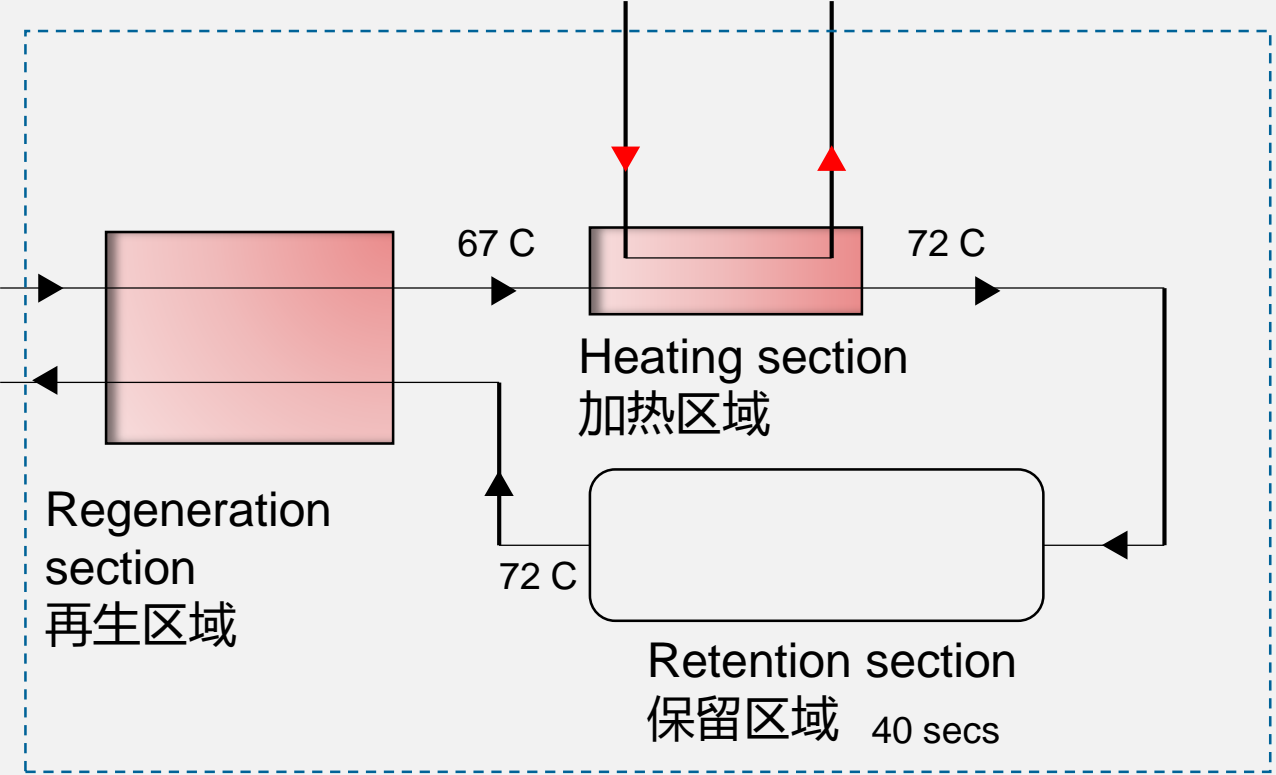 67 C
72 C
Heating section
加热区域
Regeneration
section
再生区域
72 C
Retention section
保留区域 40 secs